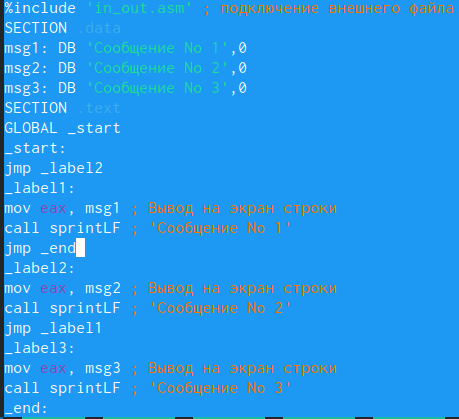 %include 'in_out.asm' ; подключение внешнего файла
SECTION .data
msg1: DB 'Сообщение No 1',0
msg2: DB 'Сообщение No 2',0
msg3: DB 'Сообщение No 3',0
SECTION .text
GLOBAL _start
_start:
jmp _label2
_label1:
mov eax, msg1 ; Вывод на экран строки
call sprintLF ; 'Сообщение No 1'
jmp _end
_label2:
mov eax, msg2 ; Вывод на экран строки
call sprintLF ; 'Сообщение No 2'
jmp _label1
_label3:
mov eax, msg3 ; Вывод на экран строки
call sprintLF ; 'Сообщение No 3'
_end: